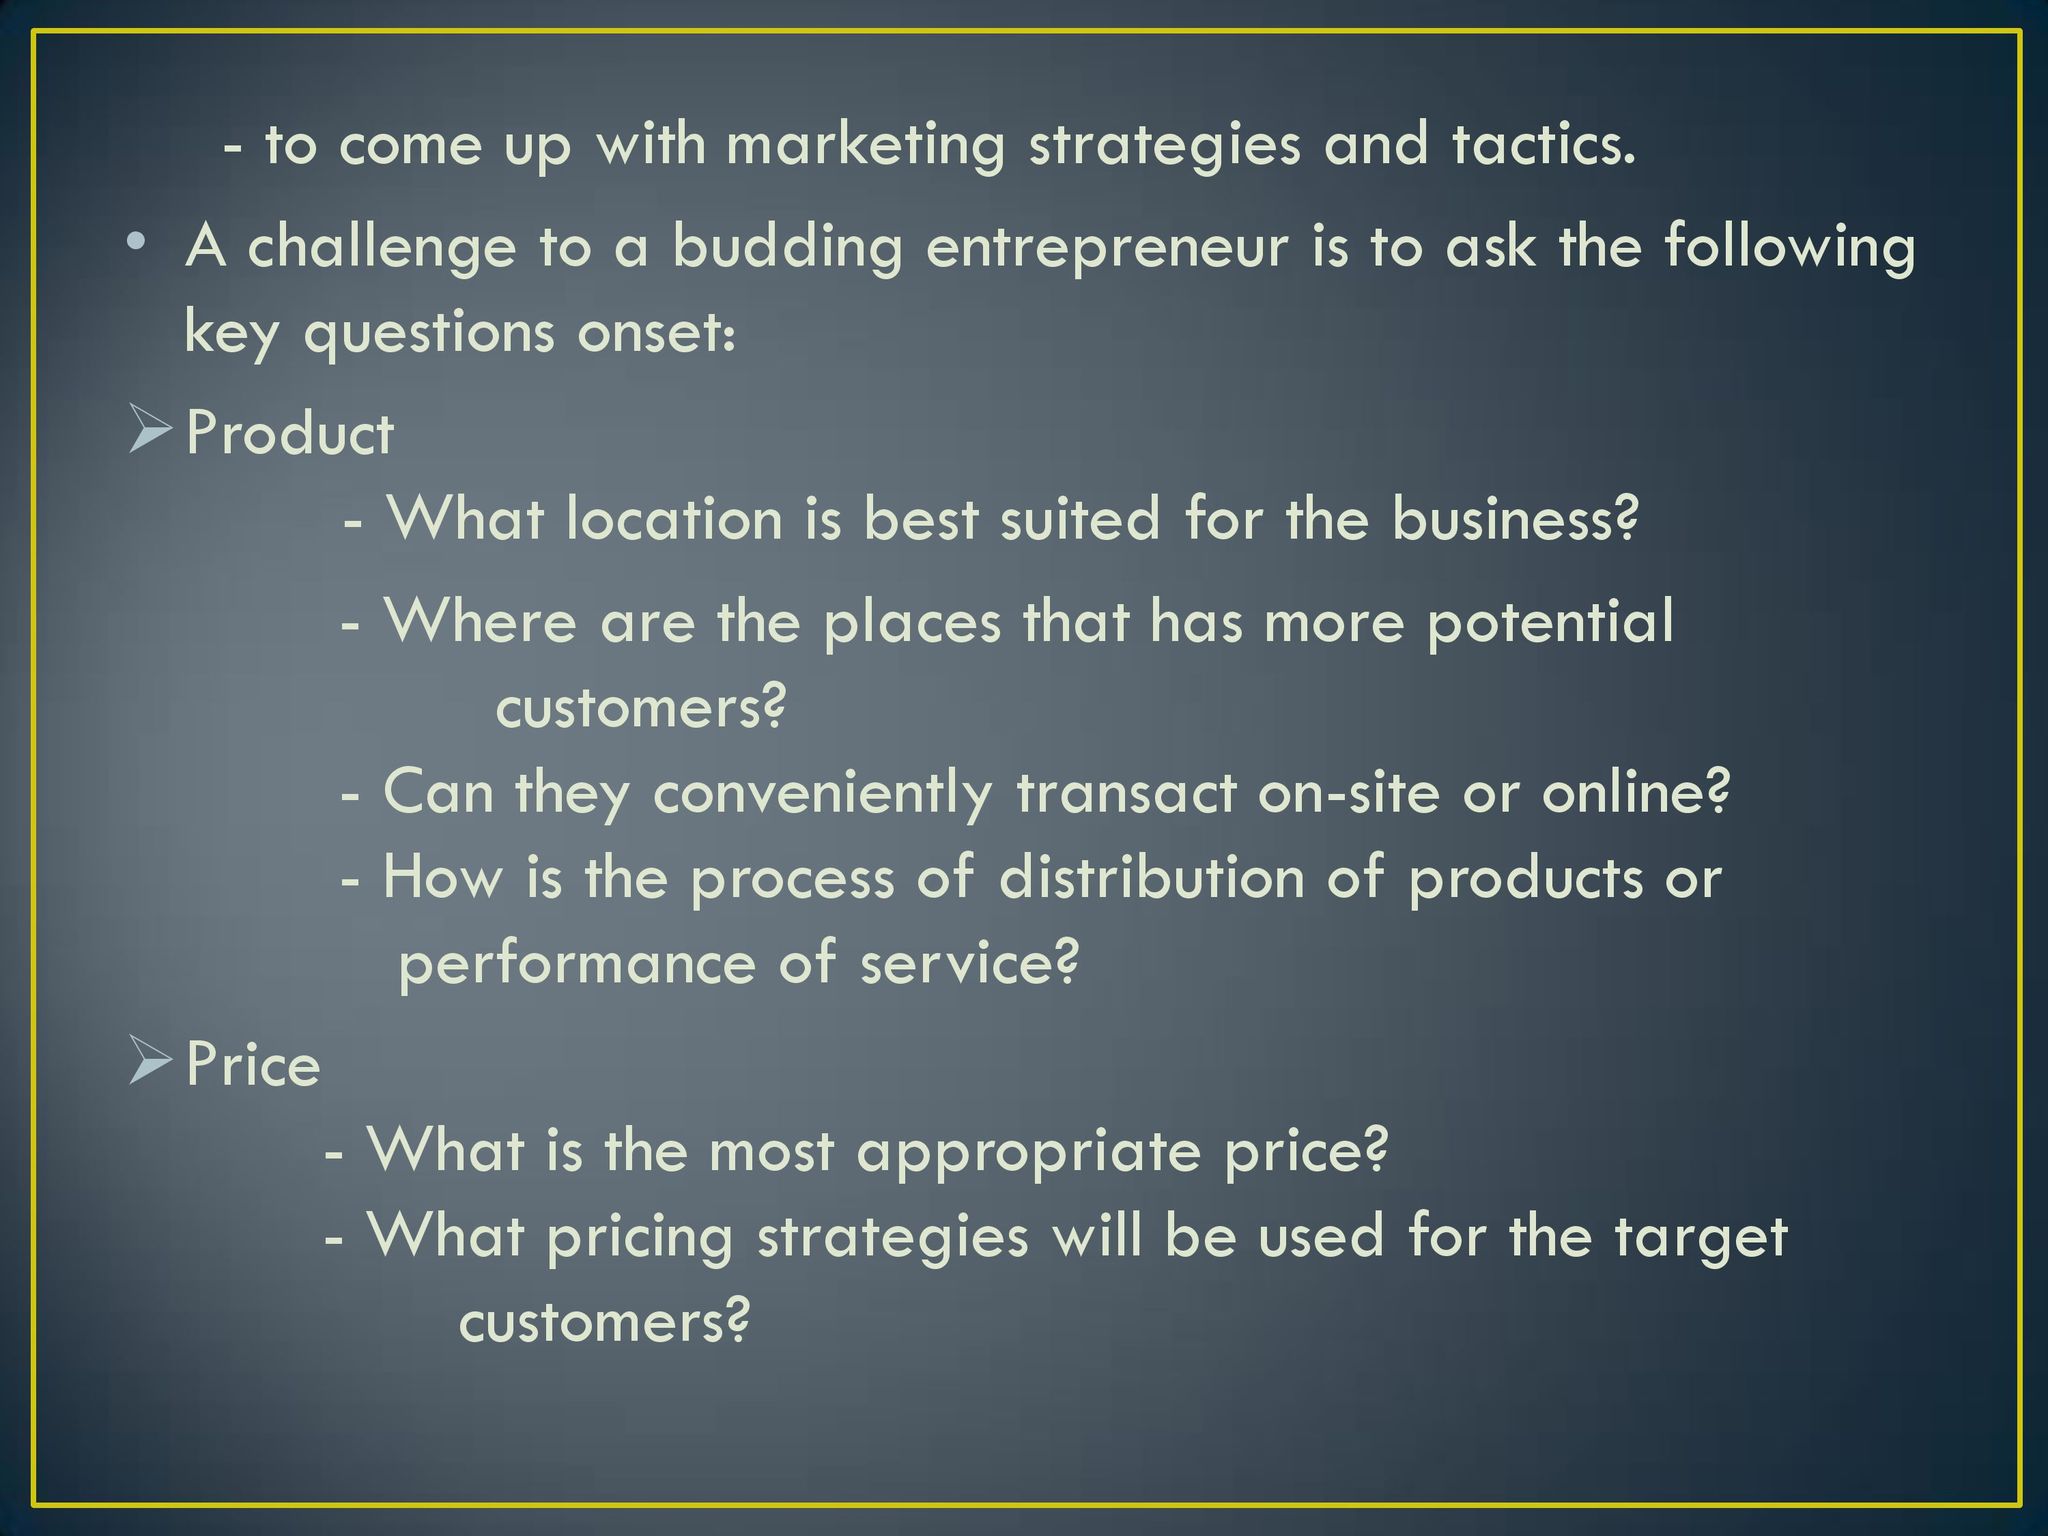 - to come up with marketing strategies and tactics.
• A challenge to a budding entrepreneur is to ask the following
key questions onset:
➢ Product
- What location is best suited for the business?
- Where are the places that has more potential
customers?
- Can they conveniently transact on-site or online?
- How is the process of distribution of products or
performance of service?
➢ Price
- What is the most appropriate price?
- What pricing strategies will be used for the target
customers?